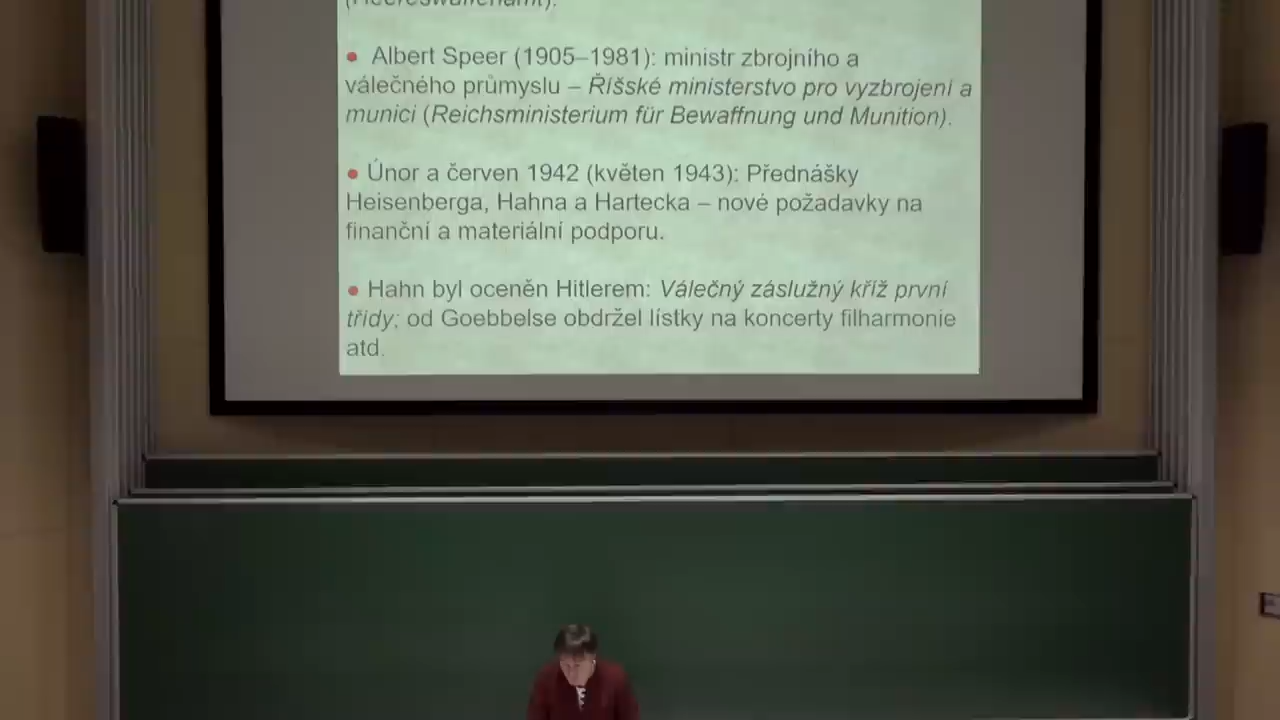 (Heereswaffenamt).
● Albert Speer (1905–1981): ministr zbrojního a
válečného průmyslu – Říšské ministerstvo pro vyzbrojení a
munici (Reichsministerium für Bewaffnung und Munition).
● Únor a červen 1942 (květen 1943): Přednášky
Heisenberga, Hahna a Hartecka – nové požadavky na
finanční a materiální podporu.
● Hahn byl oceněn Hitlerem: Válečný záslužný kříž první
třídy; od Goebbelse obdržel lístky na koncerty filharmonie
atd.